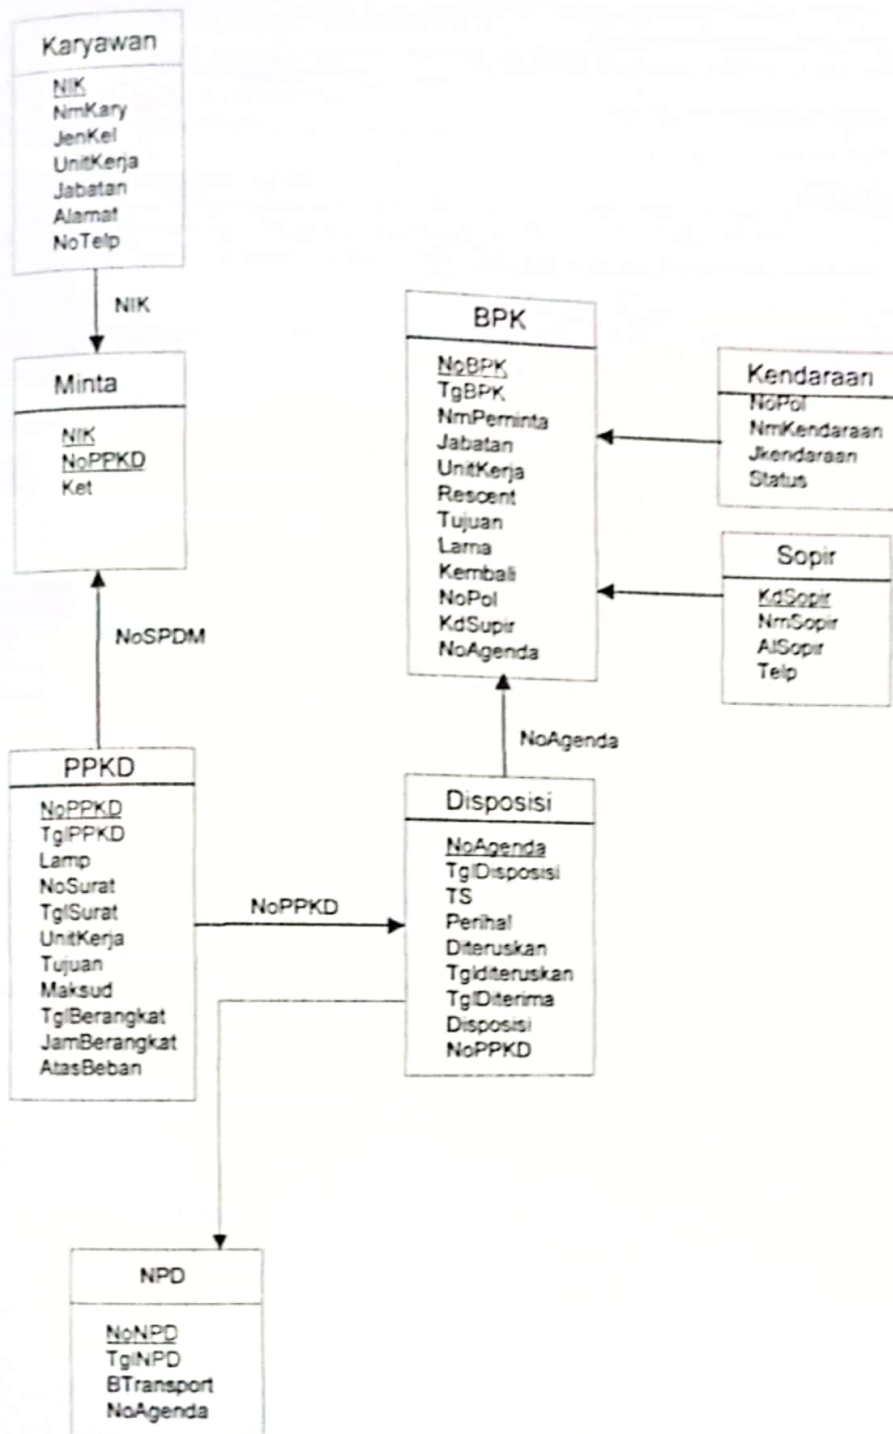 Karyawan
NIK
NmKary
JenKel
UnitKerja
Jabatan
Alamat
NoTelp
NIK
Minta
NIK
NoPPKD
Ket
NoSPDM
PPKD
NoPPKD
TglPPKD
Lamp
NoSurat
TglSurat
UnitKerja
Tujuan
Maksud
TglBerangkat
JamBerangkat
AtasBeban
NoPPKD
BPK
NoBPK
TgBPK
NmPeminta
Jabatan
UnitKerja
Rescent
Tujuan
Lama
Kembali
NoPol
KdSupir
NoAgenda
Kendaraan
NoPol
NmKendaraan
Jkendaraan
Status
Sopir
KdSopir
NmSopir
AlSopir
Telp
NoAgenda
Disposisi
NoAgenda
TglDisposisi
TS
Perihal
Diteruskan
Tglditeruskan
TglDiterima
Disposisi
NoPPKD
NPD
NoNPD
TglNPD
BTransport
NoAgenda